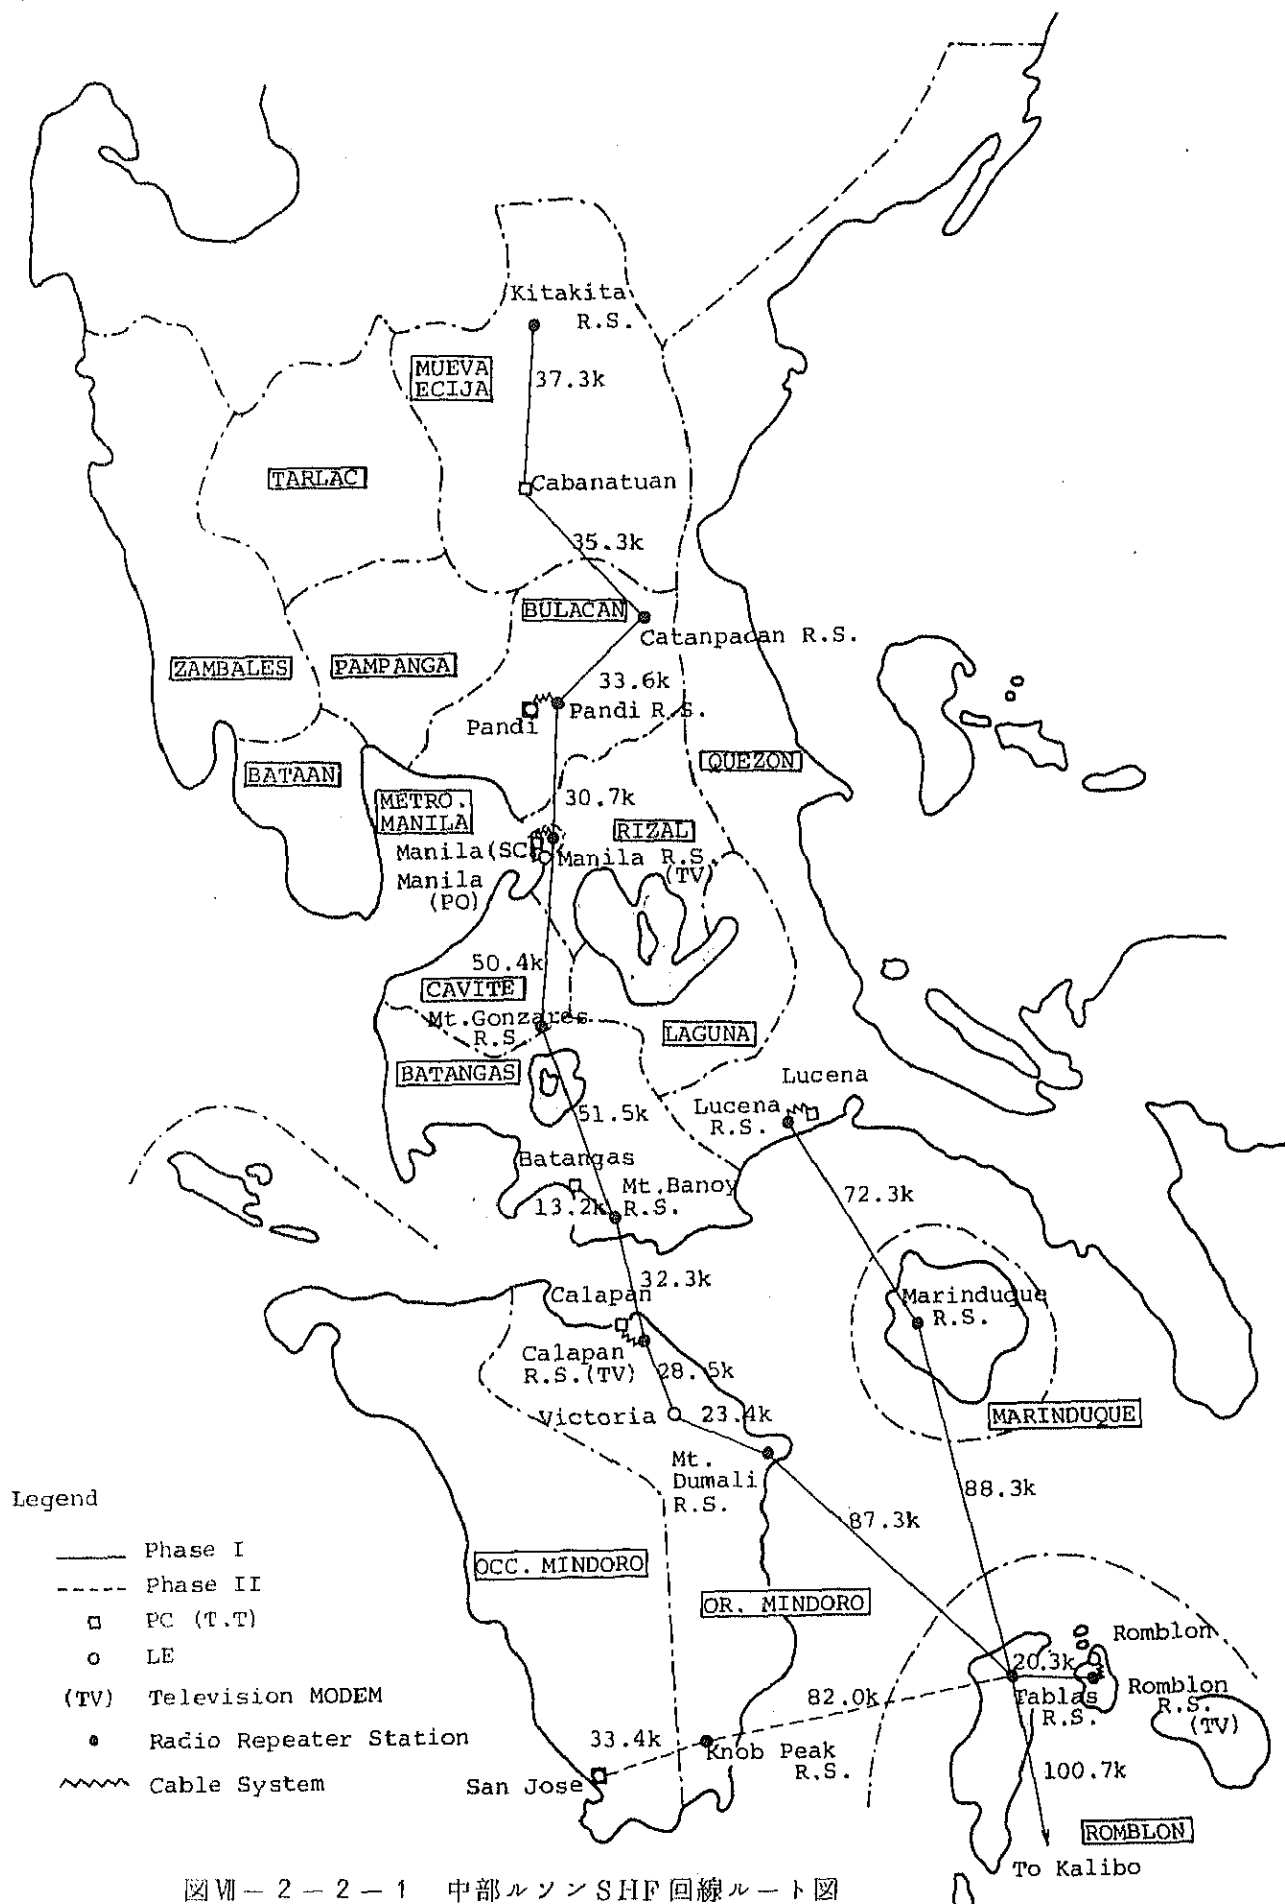 Kitakita
R.S.
MUEVA
ECIJA
37.3k
TARLAC
Cabanatuan
35.3k
BULACAN
Catanpacan R.S.
ZAMBALES
PAMPANGA
33.6k
Pandi R.S.
Pandi
QUEZON
BATAAN
METRO.
MANILA
30.7k
RIZAL
Manila (SC)
Manila R.S.
(TV)
Manila
(PO)
50.4k
CAVITE
Mt.Gonzares
R.S
LAGUNA
BATANGAS
Lucena
Lucena
R.S.
51.5k
Batangas
72.3k
Mt.Banoy
R.S.
13.2k
32.3k
Calapan
Marinduque
R.S.
Calapan
R.S.(TV)
28.5k
Victoria
23.4k
MARINDUQUE
Mt.
Dumali
R.S.
88.3k
87.3k
OCC. MINDORO
OR. MINDORO
Romblon
20.3k
Tablas
R.S.
Romblon
R.S.
(TV)
82.0k
33.4k
Knob Peak
R.S.
San Jose
100.7k
ROMBLON
To Kalibo
Legend
Phase I
Phase II
PC (T.T)
LE
(TV) Television MODEM
Radio Repeater Station
Cable System
図Ⅶ－2－2－1 中部ルソンSHF回線ルート図